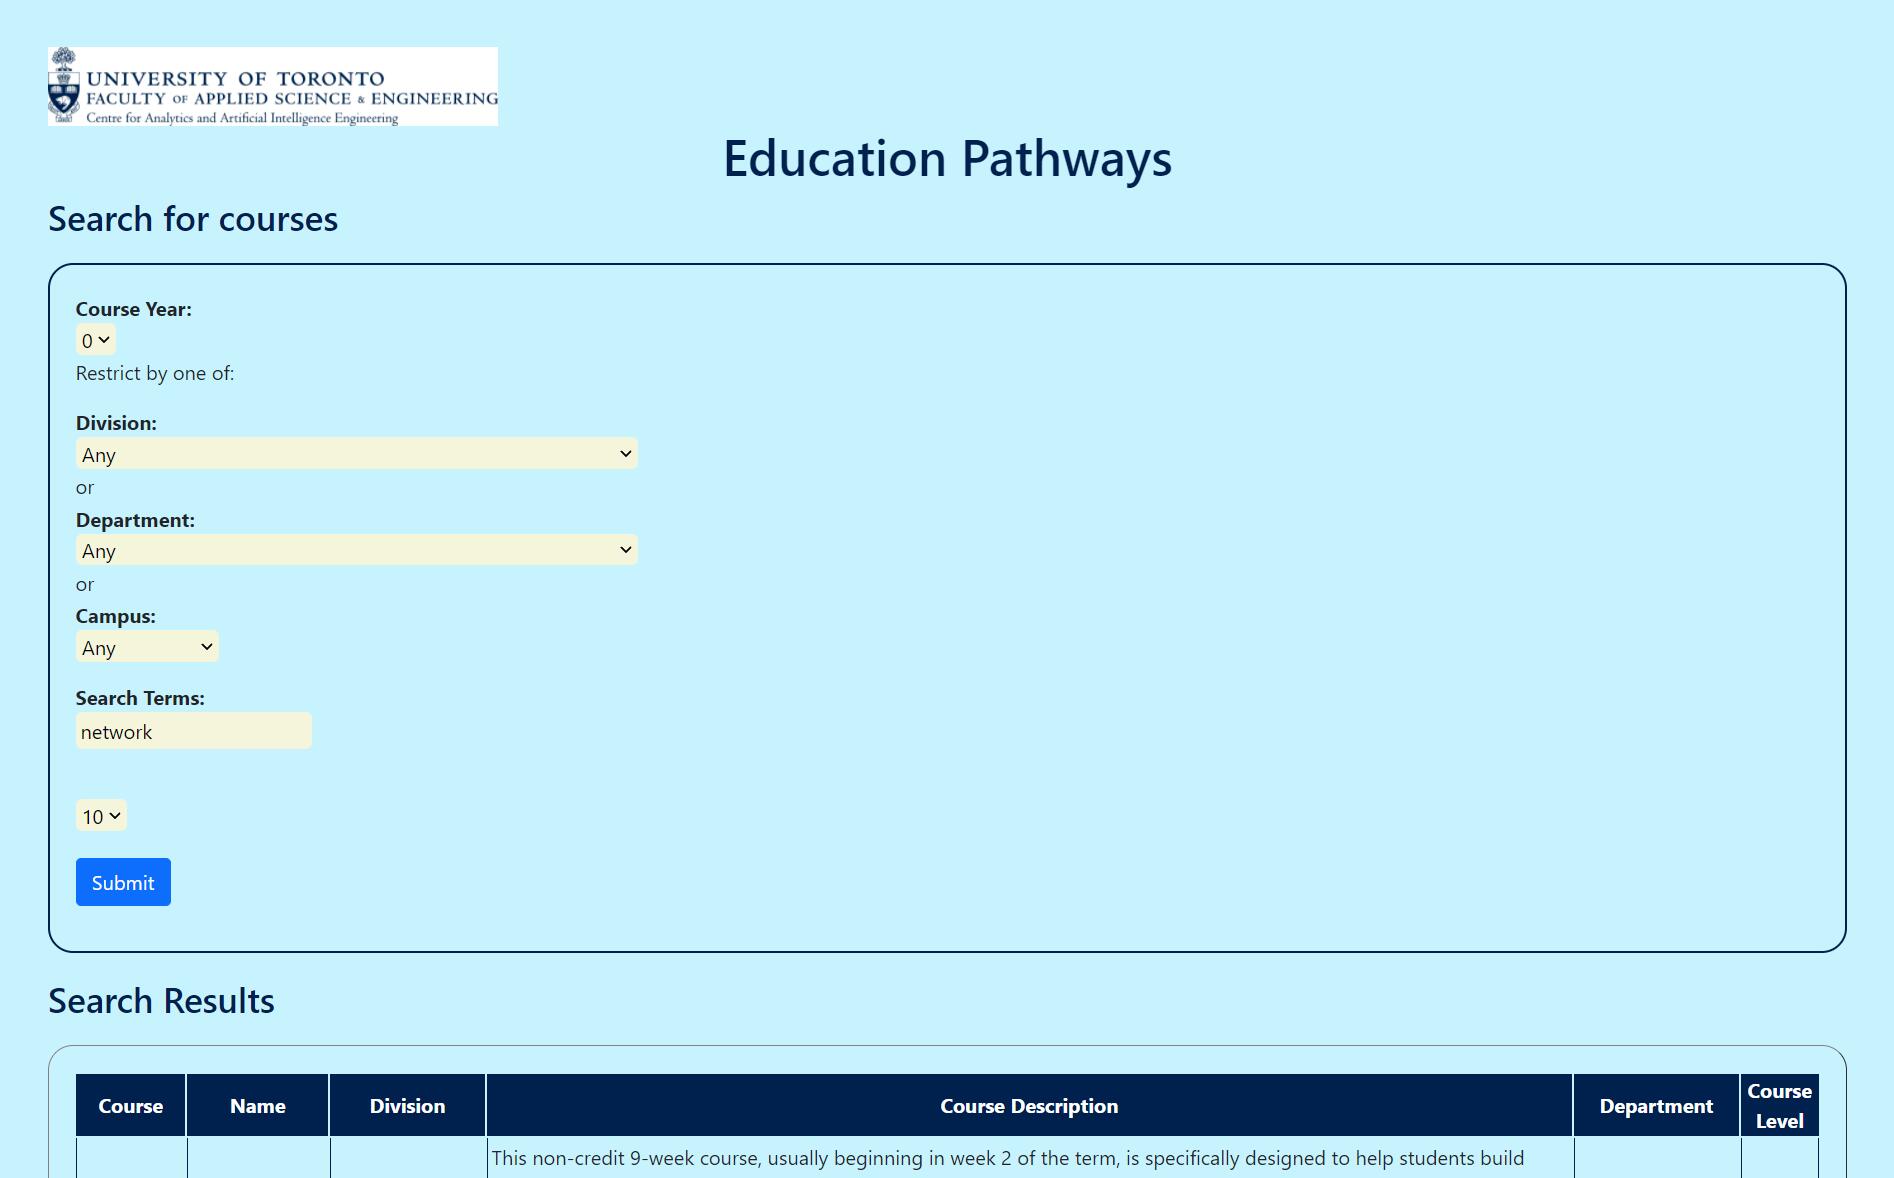 UNIVERSITY OF TORONTO
FACULTY OF APPLIED SCIENCE & ENGINEERING
Centre for Analytics and Artificial Intelligence Engineering
Education Pathways
Search for courses
Course Year:
0
Restrict by one of:
Division:
Any
or
Department:
Any
or
Campus:
Any
Search Terms:
network
10
Submit
Search Results
Course Name Division Course Description Department Course Level
This non-credit 9-week course, usually beginning in week 2 of the term, is specifically designed to help students build